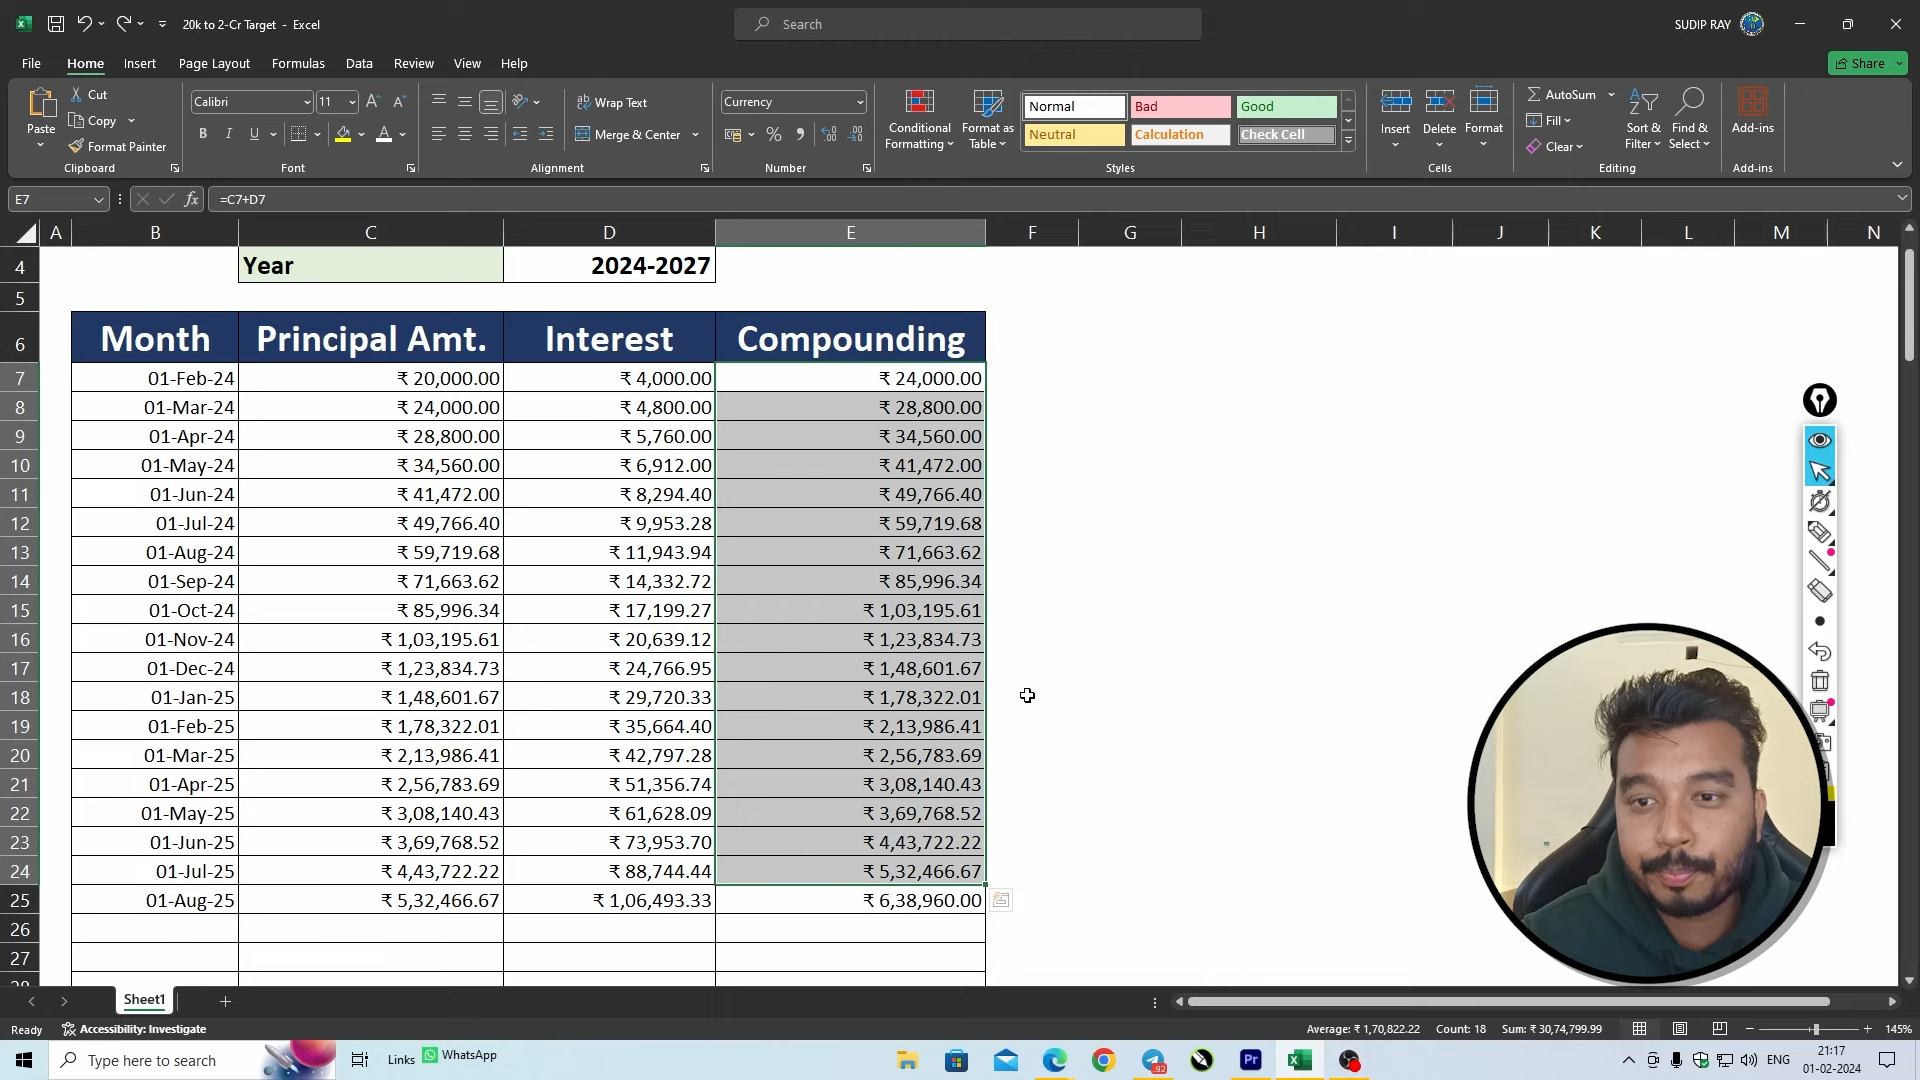 20k to 2-Cr Target - Excel
Search
SUDIP RAY
File Home Insert Page Layout Formulas Data Review View Help
Share
Paste
Cut
Copy
Format Painter
Clipboard
Calibri 11
B I U
Font
Wrap Text
Merge & Center
Alignment
Currency
Number
Conditional Formatting
Format as Table
Normal Bad Good
Neutral Calculation Check Cell
Styles
Insert Delete Format
Cells
AutoSum
Fill
Clear
Sort & Filter
Find & Select
Editing
Add-ins
Add-ins
E7 fx =C7+D7
A B C D E F G H I J K L M N
4 Year 2024-2027
5
6 Month Principal Amt. Interest Compounding
7 01-Feb-24 ₹ 20,000.00 ₹ 4,000.00 ₹ 24,000.00
8 01-Mar-24 ₹ 24,000.00 ₹ 4,800.00 ₹ 28,800.00
9 01-Apr-24 ₹ 28,800.00 ₹ 5,760.00 ₹ 34,560.00
10 01-May-24 ₹ 34,560.00 ₹ 6,912.00 ₹ 41,472.00
11 01-Jun-24 ₹ 41,472.00 ₹ 8,294.40 ₹ 49,766.40
12 01-Jul-24 ₹ 49,766.40 ₹ 9,953.28 ₹ 59,719.68
13 01-Aug-24 ₹ 59,719.68 ₹ 11,943.94 ₹ 71,663.62
14 01-Sep-24 ₹ 71,663.62 ₹ 14,332.72 ₹ 85,996.34
15 01-Oct-24 ₹ 85,996.34 ₹ 17,199.27 ₹ 1,03,195.61
16 01-Nov-24 ₹ 1,03,195.61 ₹ 20,639.12 ₹ 1,23,834.73
17 01-Dec-24 ₹ 1,23,834.73 ₹ 24,766.95 ₹ 1,48,601.67
18 01-Jan-25 ₹ 1,48,601.67 ₹ 29,720.33 ₹ 1,78,322.01
19 01-Feb-25 ₹ 1,78,322.01 ₹ 35,664.40 ₹ 2,13,986.41
20 01-Mar-25 ₹ 2,13,986.41 ₹ 42,797.28 ₹ 2,56,783.69
21 01-Apr-25 ₹ 2,56,783.69 ₹ 51,356.74 ₹ 3,08,140.43
22 01-May-25 ₹ 3,08,140.43 ₹ 61,628.09 ₹ 3,69,768.52
23 01-Jun-25 ₹ 3,69,768.52 ₹ 73,953.70 ₹ 4,43,722.22
24 01-Jul-25 ₹ 4,43,722.22 ₹ 88,744.44 ₹ 5,32,466.67
25 01-Aug-25 ₹ 5,32,466.67 ₹ 1,06,493.33 ₹ 6,38,960.00
26
27
Sheet1
Ready Accessibility: Investigate Average: ₹ 1,70,822.22 Count: 18 Sum: ₹ 30,74,799.99 145%
Type here to search Links WhatsApp 92 Pr ENG 21:17
01-02-2024